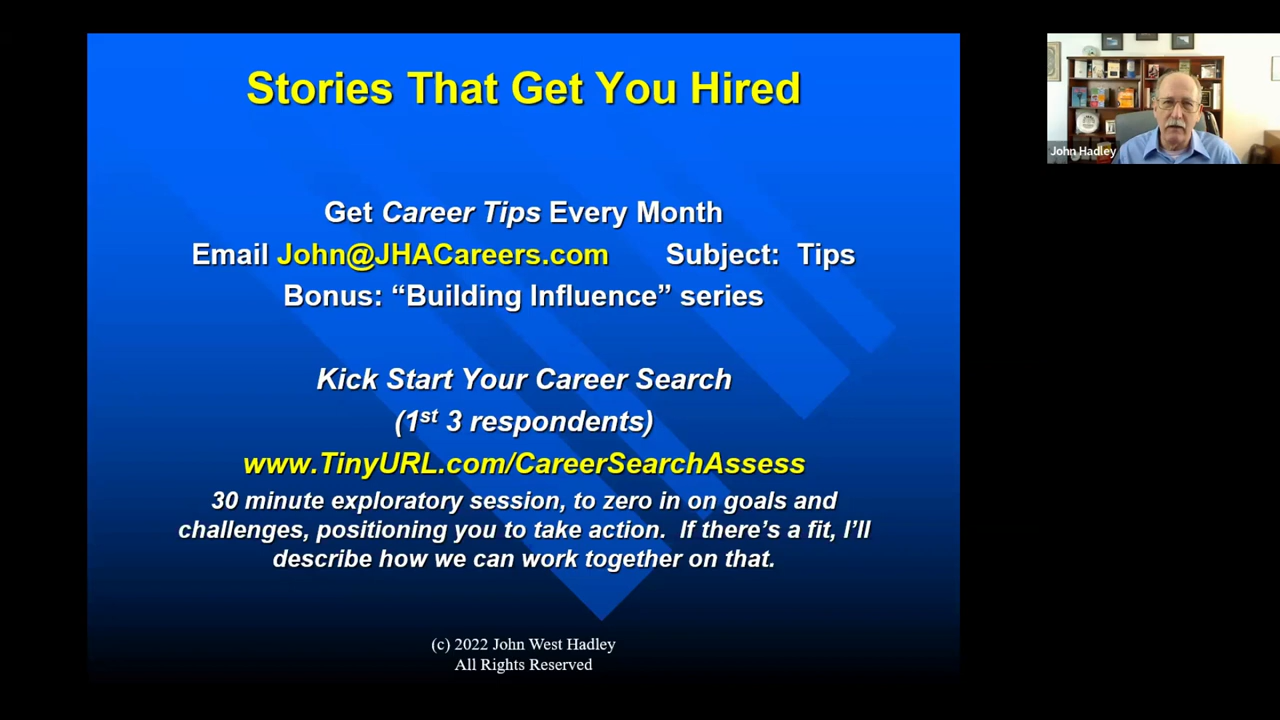 Stories That Get You Hired
Get Career Tips Every Month
Email John@JHACareers.com Subject: Tips
Bonus: “Building Influence” series
Kick Start Your Career Search
(1st 3 respondents)
www.TinyURL.com/CareerSearchAssess
30 minute exploratory session, to zero in on goals and
challenges, positioning you to take action. If there’s a fit, I’ll
describe how we can work together on that.
(c) 2022 John West Hadley
All Rights Reserved
John Hadley